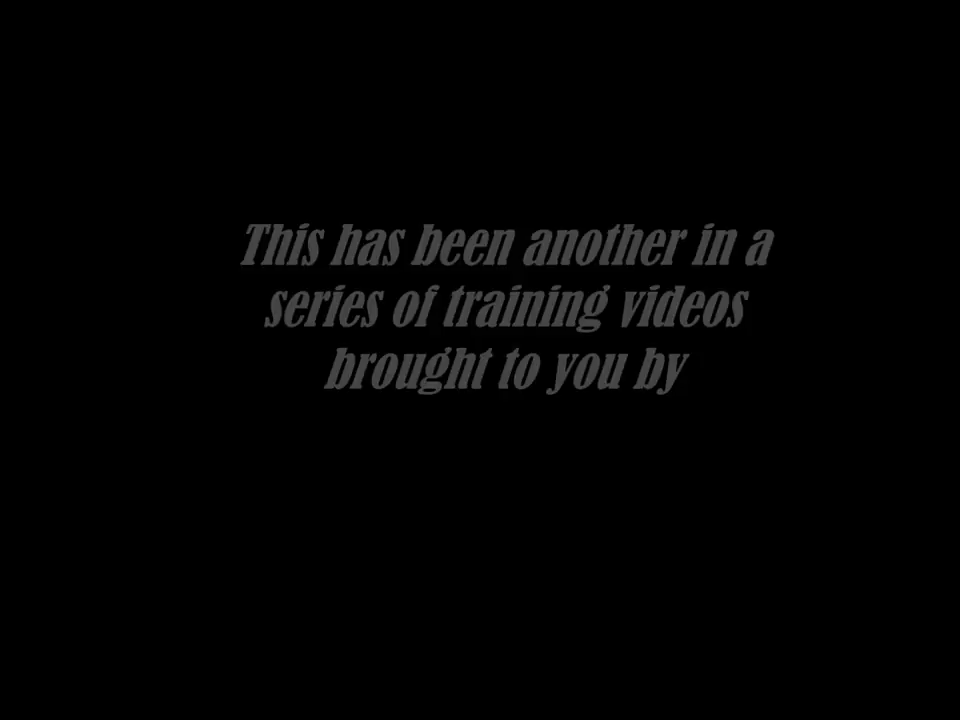 This has been another in a
series of training videos
brought to you by